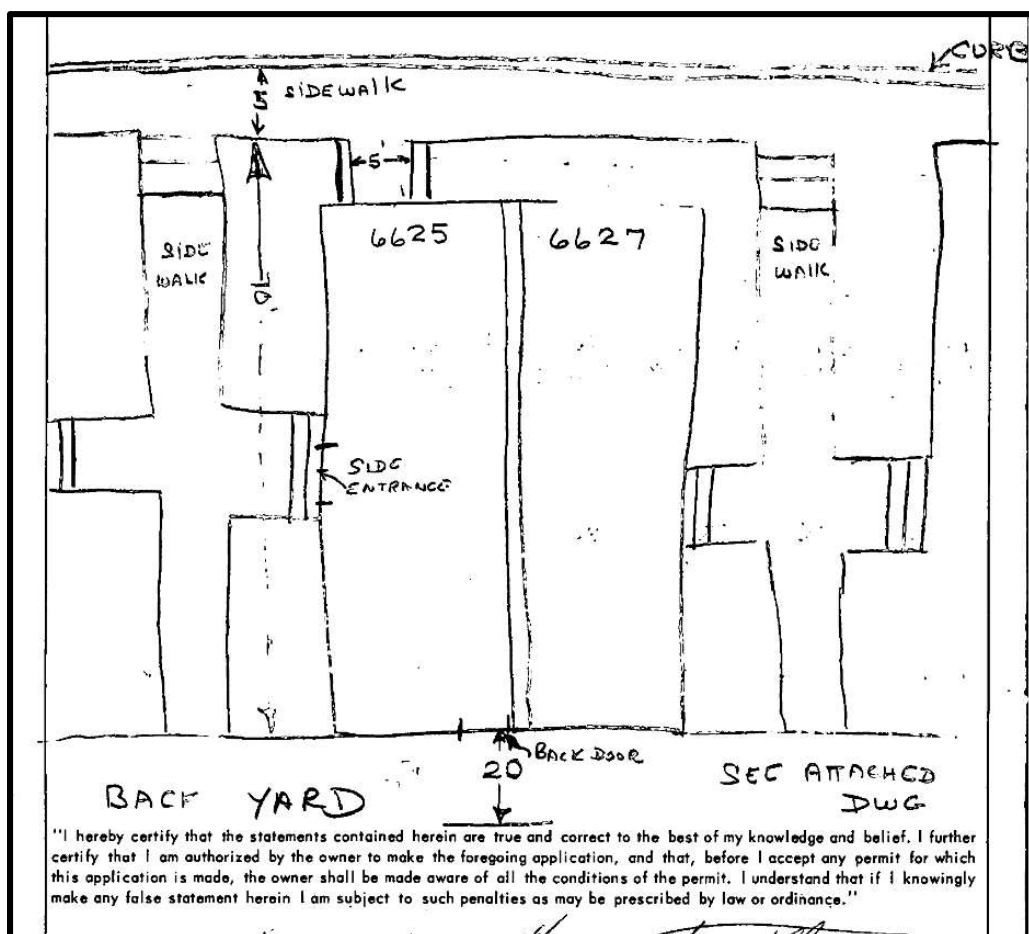 CURB
SIDEWALK
5'
6625
6627
SIDE
WALK
SIDE
WALK
SIDE
ENTRANCE
BACK DOOR
20
BACK YARD
SEE ATTACHED
DWG
"I hereby certify that the statements contained herein are true and correct to the best of my knowledge and belief. I further
certify that I am authorized by the owner to make the foregoing application, and that, before I accept any permit for which
this application is made, the owner shall be made aware of all the conditions of the permit. I understand that if I knowingly
make any false statement herein I am subject to such penalties as may be prescribed by law or ordinance."